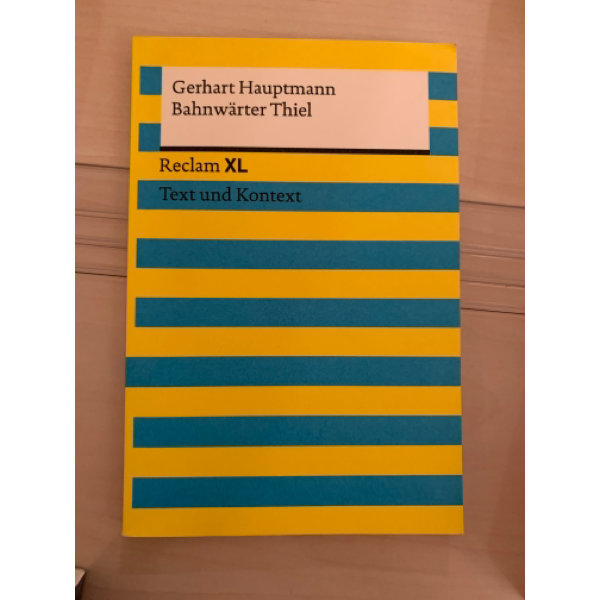 Gerhart Hauptmann
Bahnwärter Thiel
Reclam XL
Text und Kontext